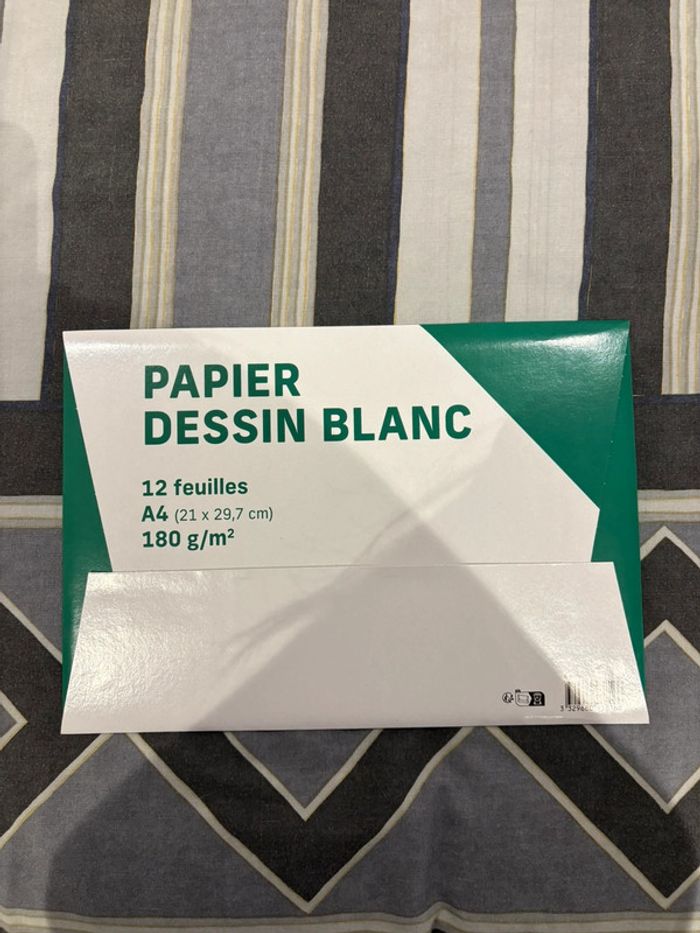 PAPIER
DESSIN BLANC
12 feuilles
A4 (21 x 29,7 cm)
180 g/m²